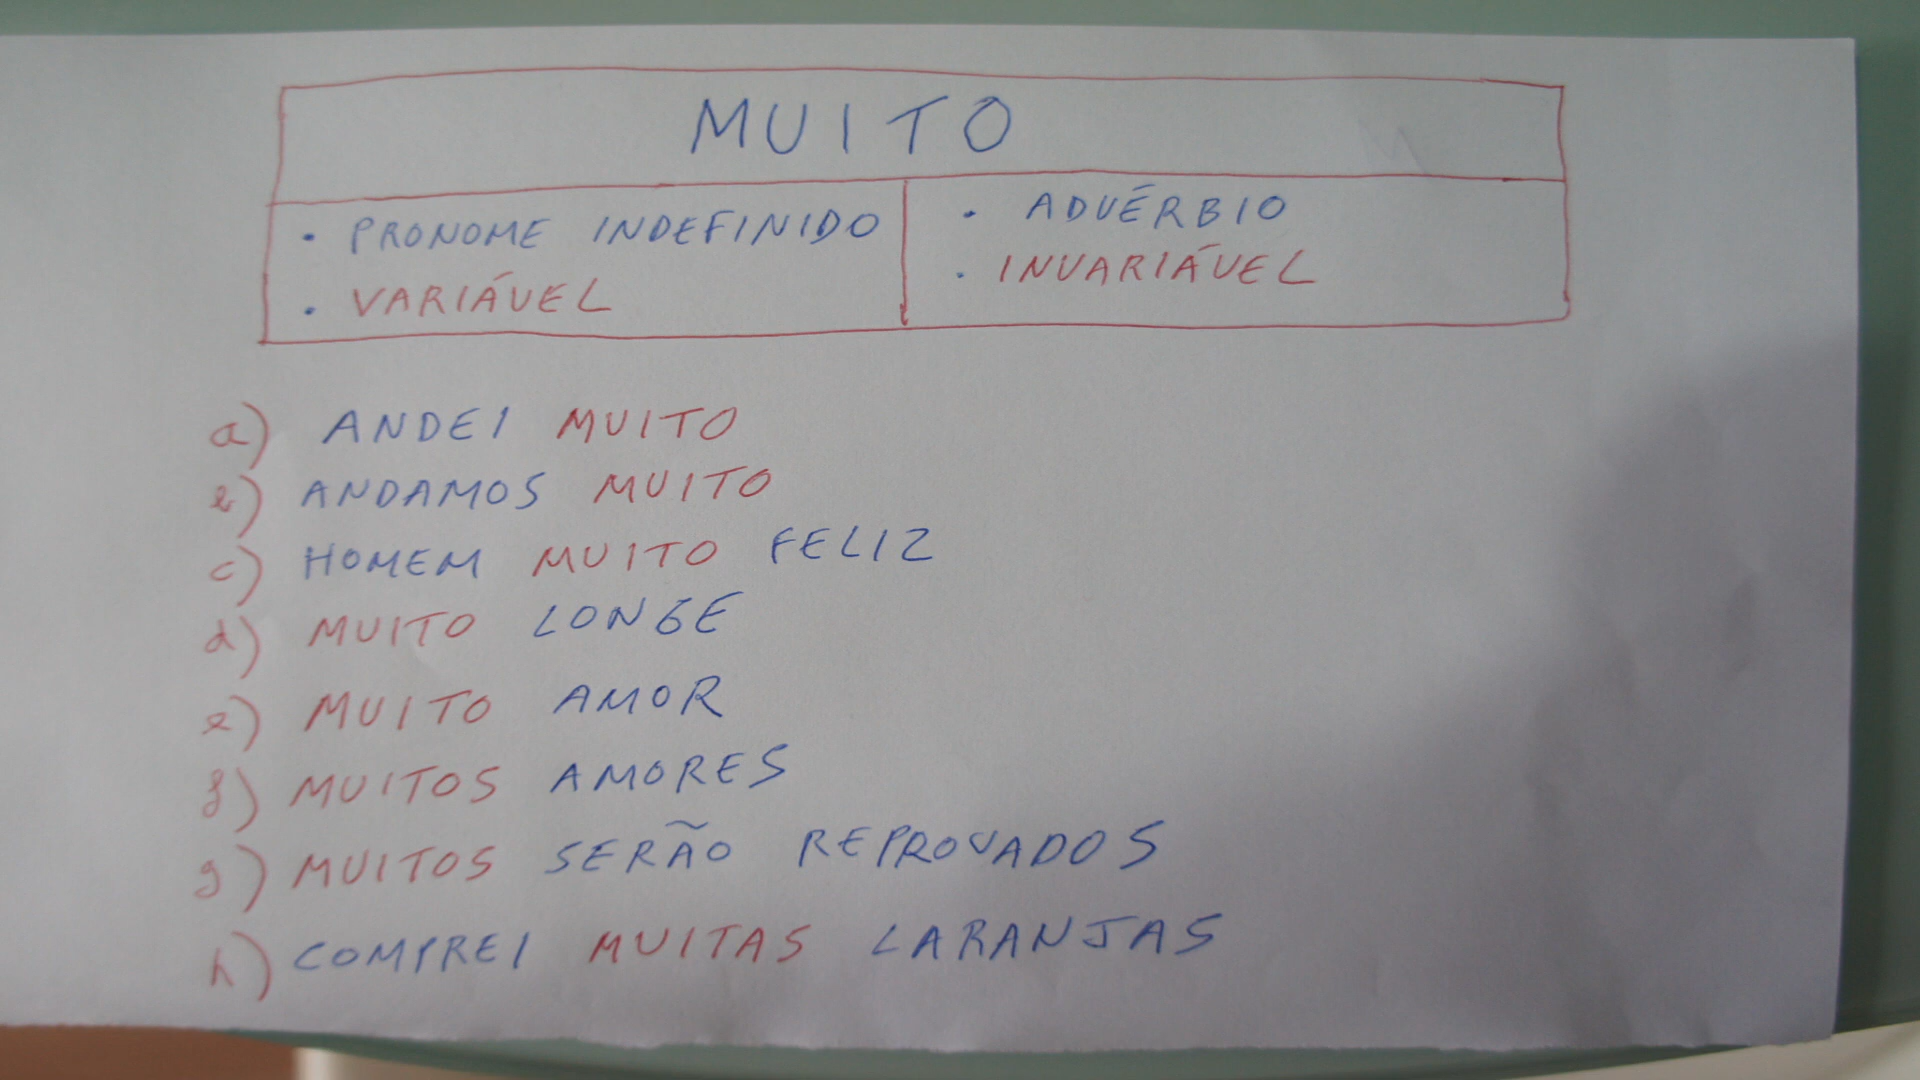 MUITO
• PRONOME INDEFINIDO
• VARIÁVEL
• ADVÉRBIO
• INVARIÁVEL
a) ANDEI MUITO
b) ANDAMOS MUITO
c) HOMEM MUITO FELIZ
d) MUITO LONGE
e) MUITO AMOR
f) MUITOS AMORES
g) MUITOS SERÃO REPROVADOS
h) COMPREI MUITAS LARANJAS